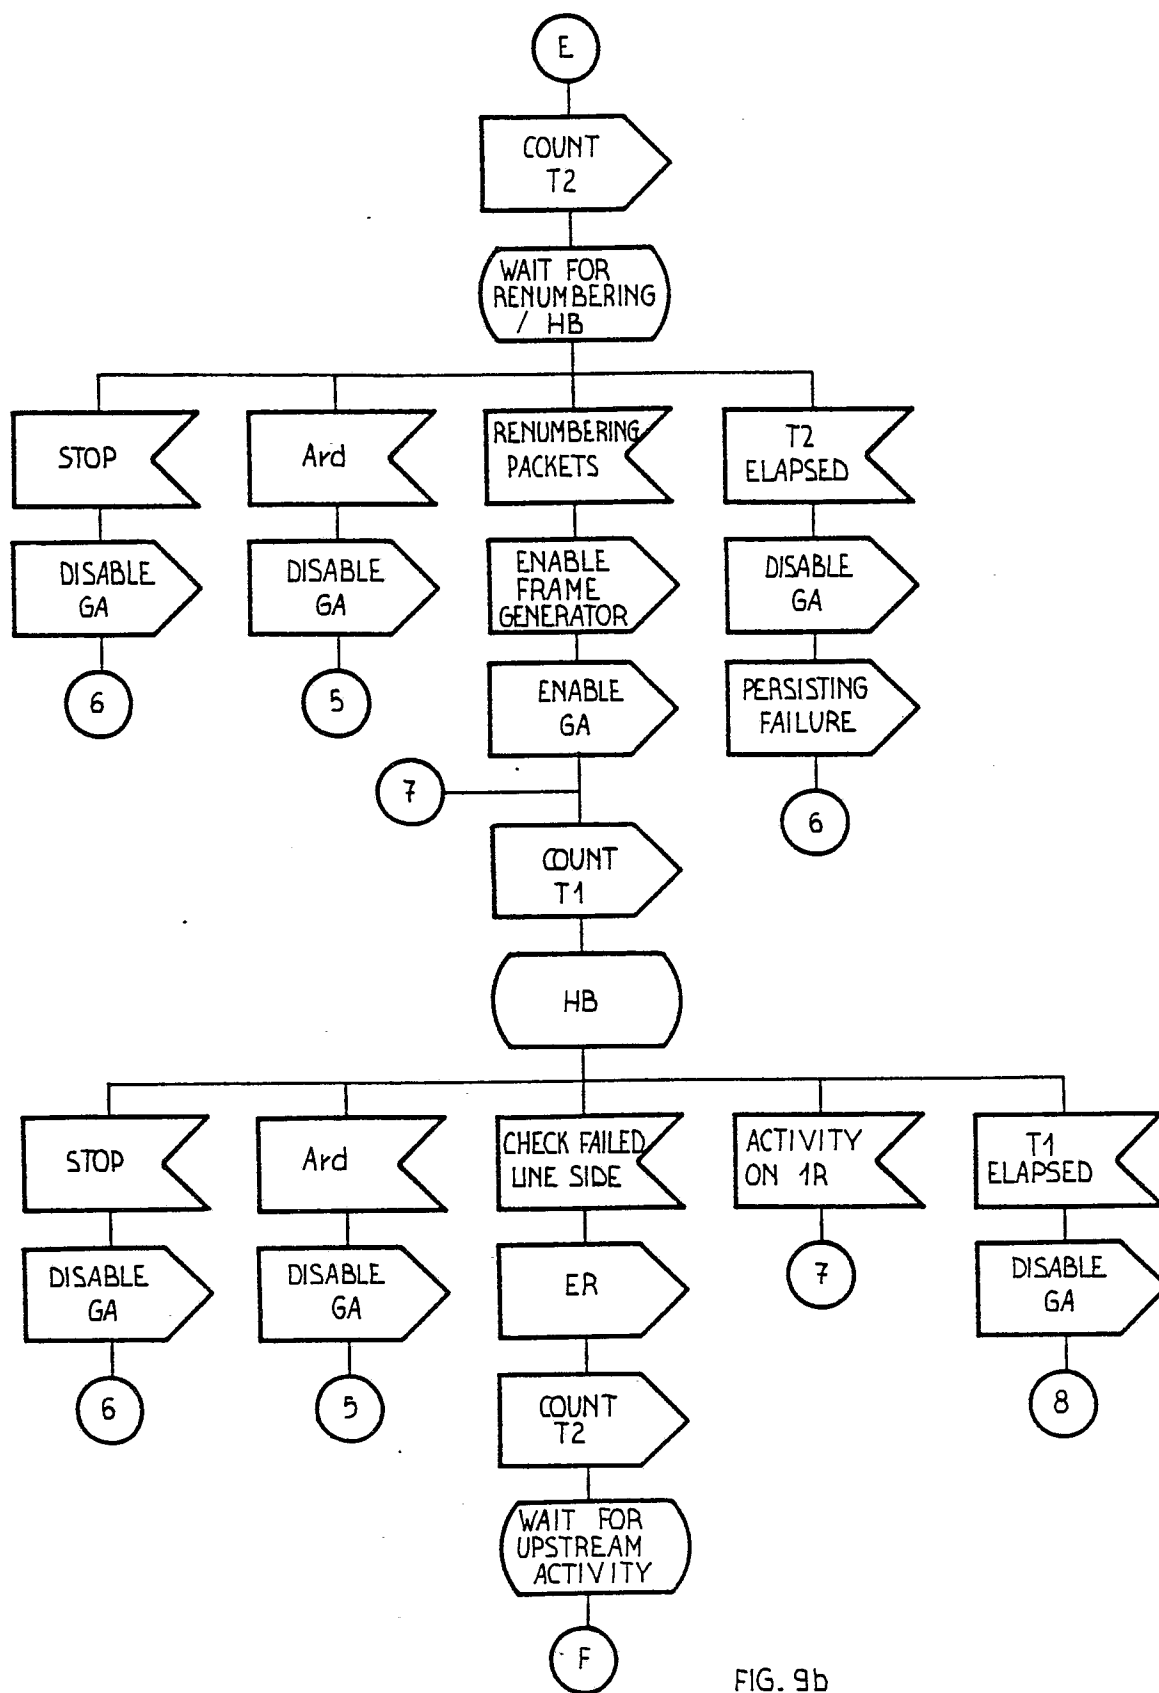 E
COUNT
T2
WAIT FOR
RENUMBERING
/ HB
STOP
Ard
RENUMBERING
PACKETS
T2
ELAPSED
DISABLE
GA
DISABLE
GA
ENABLE
FRAME
GENERATOR
DISABLE
GA
6
5
ENABLE
GA
PERSISTING
FAILURE
7
6
COUNT
T1
HB
STOP
Ard
CHECK FAILED
LINE SIDE
ACTIVITY
ON 1R
T1
ELAPSED
DISABLE
GA
DISABLE
GA
ER
7
DISABLE
GA
6
5
COUNT
T2
8
WAIT FOR
UPSTREAM
ACTIVITY
F
FIG. 9b